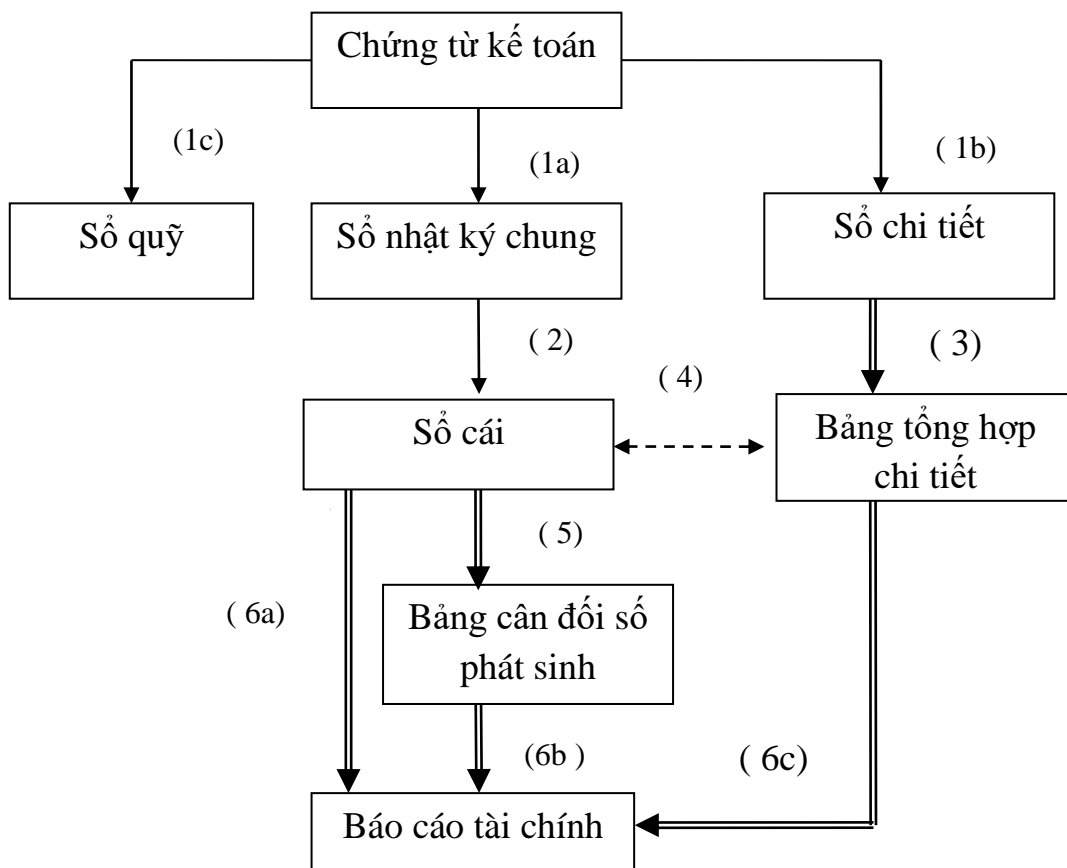 Chứng từ kế toán
(1c)
(1a)
( 1b)
Sổ quỹ
Sổ nhật ký chung
Sổ chi tiết
( 2)
( 3)
( 4)
Sổ cái
Bảng tổng hợp
chi tiết
( 5)
( 6a)
Bảng cân đối số
phát sinh
(6b )
( 6c)
Báo cáo tài chính